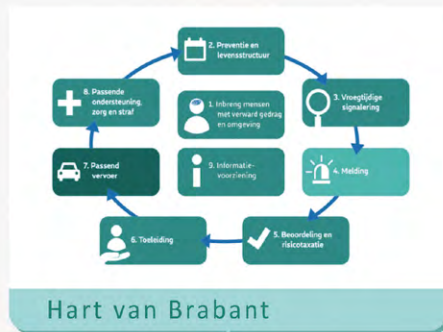 2. Preventie en
levensstructuur
8. Passende
ondersteuning,
zorg en straf
1. Inbreng mensen
met verward gedrag
en omgeving
3. Vroegtijdige
signalering
7. Passend
vervoer
9. Informatie-
voorziening
4. Melding
6. Toeleiding
5. Beoordeling en
risicotaxatie
Hart van Brabant